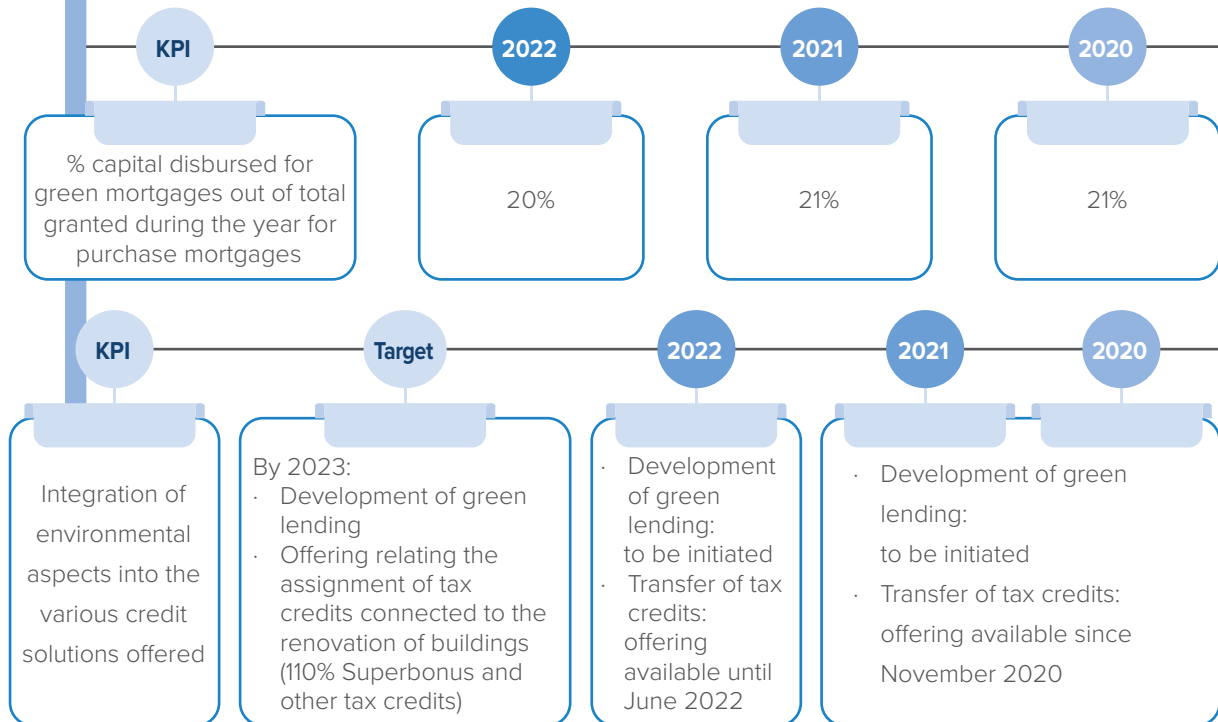 KPI
2022
2021
2020
% capital disbursed for
green mortgages out of total
granted during the year for
purchase mortgages
20%
21%
21%
KPI
Target
2022
2021
2020
Integration of
environmental
aspects into the
various credit
solutions offered
By 2023:
· Development of green
lending
· Offering relating the
assignment of tax
credits connected to the
renovation of buildings
(110% Superbonus and
other tax credits)
· Development
of green
lending:
to be initiated
· Transfer of tax
credits:
offering
available until
June 2022
· Development of green
lending:
to be initiated
· Transfer of tax credits:
offering available since
November 2020